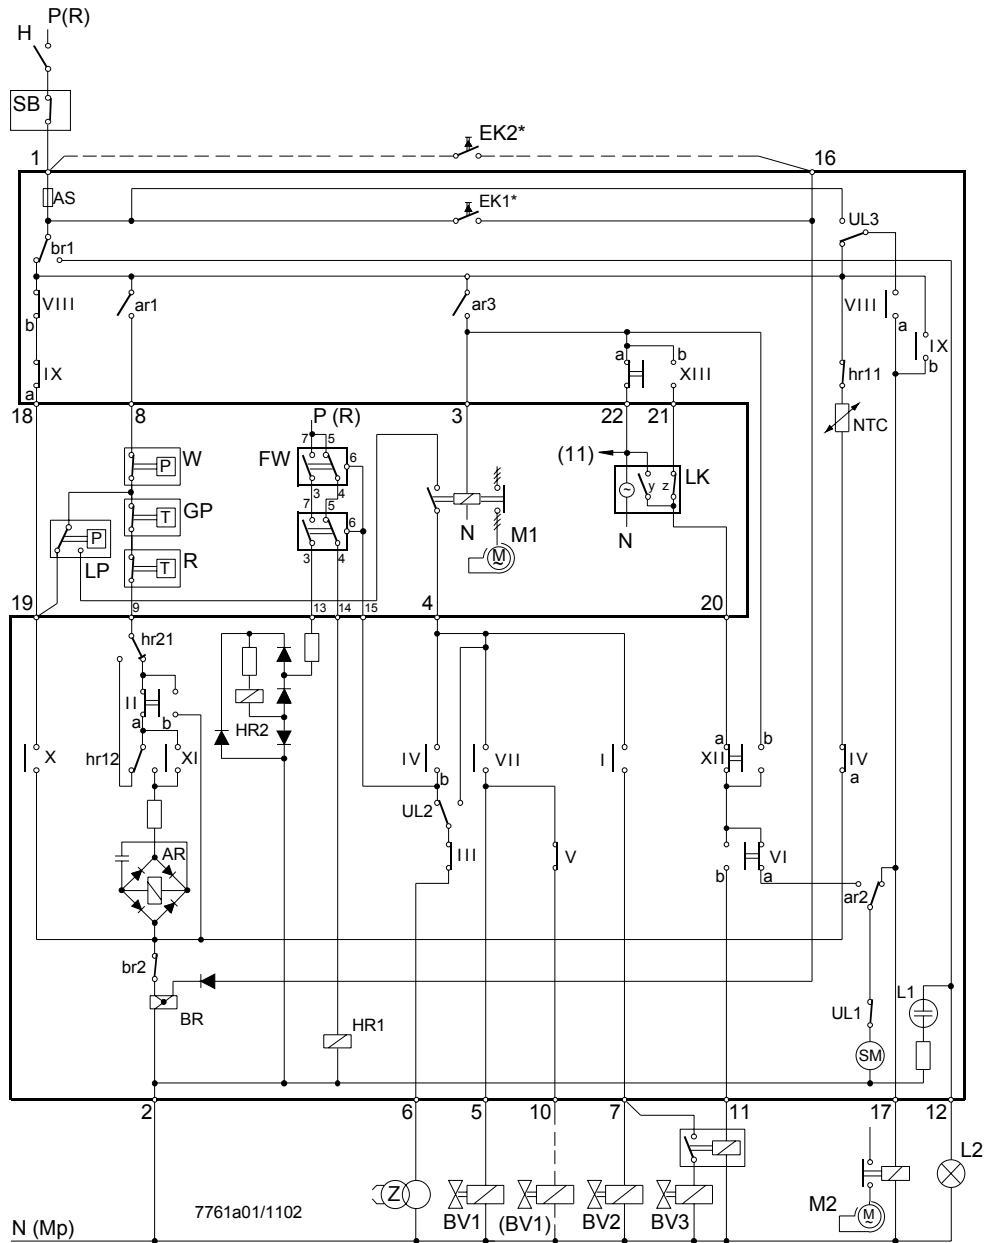 P(R)
H
SB
EK2*
1
16
AS
EK1*
UL3
br1
VIII
b
ar1
ar3
VIII
a
IX
b
IX
a
a
b
XIII
hr11
NTC
18
8
P (R)
3
22
21
7
5
FW
6
3
4
7
5
6
3
4
W
P
GP
T
R
T
P
LP
(11)
y
z
LK
~
N
N
M1
M
~
19
9
13
14
15
4
20
hr21
II
a
b
HR2
X
hr12
XI
IV
b
VII
I
a
b
XII
IV
a
UL2
III
V
VI
b
a
AR
ar2
br2
BR
HR1
UL1
L1
SM
2
6
5
10
7
11
17
12
L2
Z
BV1
(BV1)
BV2
BV3
M2
M
~
7761a01/1102
N (Mp)